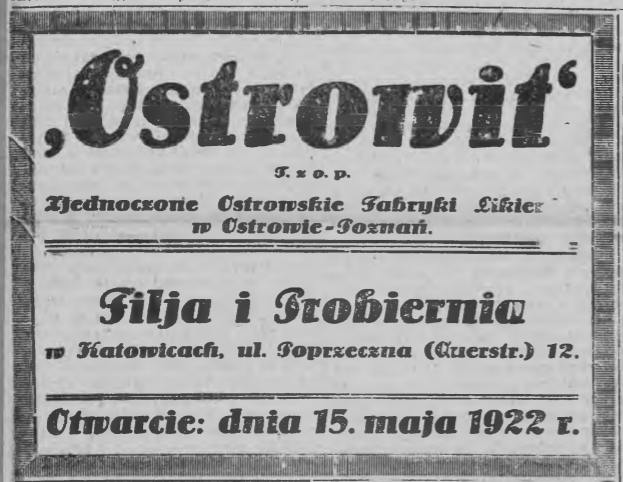 ‚Ostrowit‘
T. z o. p.
Zjednoczone Ostrowskie Fabryki Likier
w Ostrowie-Poznań.
Filja i Probiernia
w Katowicach, ul. Poprzeczna (Querstr.) 12.
Otwarcie: dnia 15. maja 1922 r.